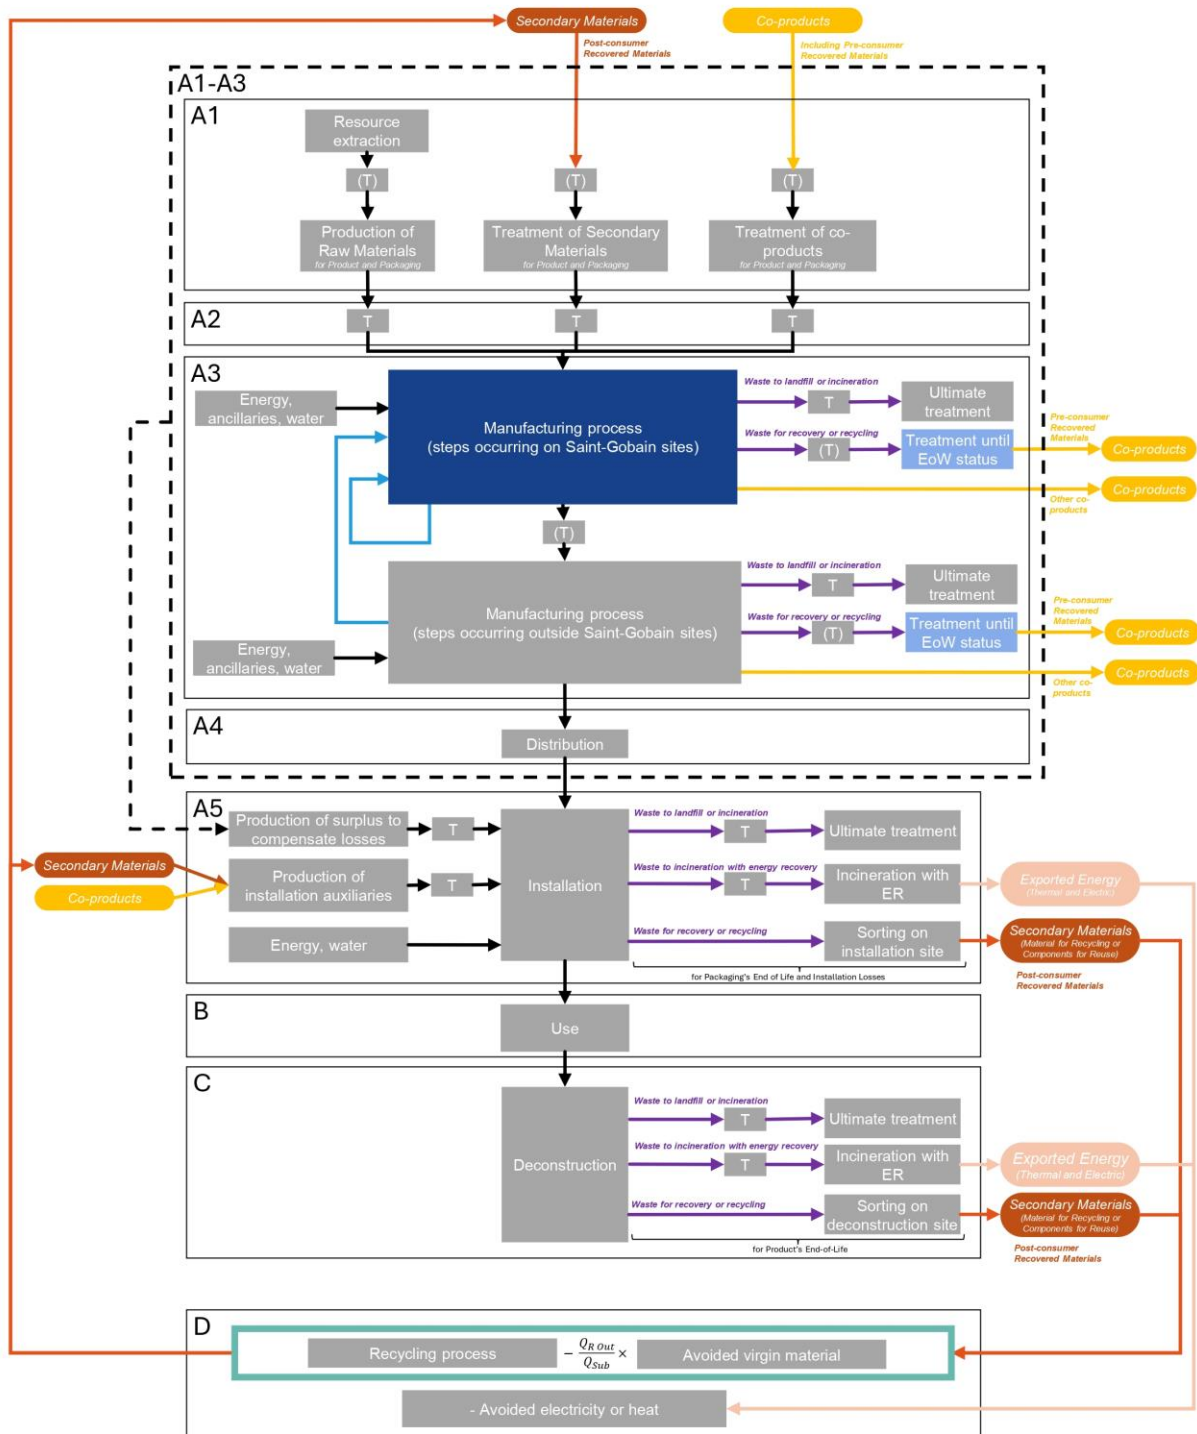 Secondary Materials
Co-products
Post-consumer
Recovered Materials
Including Pre-consumer
Recovered Materials
A1-A3
A1
Resource
extraction
(T)
(T)
(T)
Production of
Raw Materials
for Product and Packaging
Treatment of Secondary
Materials
for Product and Packaging
Treatment of co-
products
for Product and Packaging
A2
T
T
T
A3
Energy,
ancillaries, water
Manufacturing process
(steps occurring on Saint-Gobain sites)
Waste to landfill or incineration
T
Ultimate
treatment
Waste for recovery or recycling
(T)
Treatment until
EoW status
Pre-consumer
Recovered
Materials
Co-products
Co-products
Other co-
products
(T)
Manufacturing process
(steps occurring outside Saint-Gobain sites)
Energy,
ancillaries, water
Waste to landfill or incineration
T
Ultimate
treatment
Waste for recovery or recycling
(T)
Treatment until
EoW status
Pre-consumer
Recovered
Materials
Co-products
Co-products
Other co-
products
A4
Distribution
A5
Production of surplus to
compensate losses
T
Secondary Materials
Co-products
Production of
installation auxiliaries
T
Energy, water
Installation
Waste to landfill or incineration
T
Ultimate treatment
Waste to incineration with energy recovery
T
Incineration with
ER
Exported Energy
(Thermal and Electric)
Waste for recovery or recycling
Sorting on
installation site
Secondary Materials
(Material for Recycling or
Components for Reuse)
Post-consumer
Recovered Materials
for Packaging's End of Life and Installation Losses
B
Use
C
Deconstruction
Waste to landfill or incineration
T
Ultimate treatment
Waste to incineration with energy recovery
T
Incineration with
ER
Exported Energy
(Thermal and Electric)
Waste for recovery or recycling
Sorting on
deconstruction site
Secondary Materials
(Material for Recycling or
Components for Reuse)
Post-consumer
Recovered Materials
for Product's End-of-Life
D
Recycling process
− Q_{R Out}/Q_{Sub} ×
Avoided virgin material
- Avoided electricity or heat